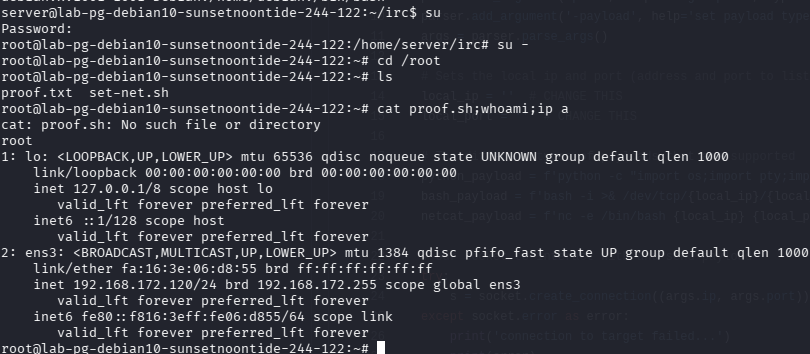 server@lab-pg-debian10-sunsetnoontide-244-122:~/irc$ su
Password:
root@lab-pg-debian10-sunsetnoontide-244-122:/home/server/irc# su -
root@lab-pg-debian10-sunsetnoontide-244-122:~# cd /root
root@lab-pg-debian10-sunsetnoontide-244-122:~# ls
proof.txt  set-net.sh
root@lab-pg-debian10-sunsetnoontide-244-122:~# cat proof.sh;whoami;ip a
cat: proof.sh: No such file or directory
root
1: lo: <LOOPBACK,UP,LOWER_UP> mtu 65536 qdisc noqueue state UNKNOWN group default qlen 1000
    link/loopback 00:00:00:00:00:00 brd 00:00:00:00:00:00
    inet 127.0.0.1/8 scope host lo
       valid_lft forever preferred_lft forever
    inet6 ::1/128 scope host
       valid_lft forever preferred_lft forever
2: ens3: <BROADCAST,MULTICAST,UP,LOWER_UP> mtu 1384 qdisc pfifo_fast state UP group default qlen 1000
    link/ether fa:16:3e:06:d8:55 brd ff:ff:ff:ff:ff:ff
    inet 192.168.172.120/24 brd 192.168.172.255 scope global ens3
       valid_lft forever preferred_lft forever
    inet6 fe80::f816:3eff:fe06:d855/64 scope link
       valid_lft forever preferred_lft forever
root@lab-pg-debian10-sunsetnoontide-244-122:~#